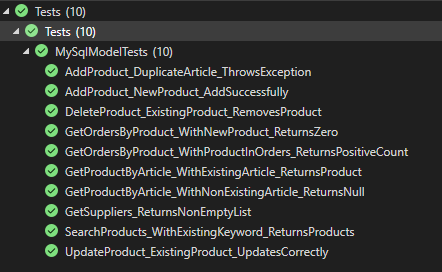 Tests (10)
Tests (10)
MySqlModelTests (10)
AddProduct_DuplicateArticle_ThrowsException
AddProduct_NewProduct_AddSuccessfully
DeleteProduct_ExistingProduct_RemovesProduct
GetOrdersByProduct_WithNewProduct_ReturnsZero
GetOrdersByProduct_WithProductInOrders_ReturnsPositiveCount
GetProductByArticle_WithExistingArticle_ReturnsProduct
GetProductByArticle_WithNonExistingArticle_ReturnsNull
GetSuppliers_ReturnsNonEmptyList
SearchProducts_WithExistingKeyword_ReturnsProducts
UpdateProduct_ExistingProduct_UpdatesCorrectly